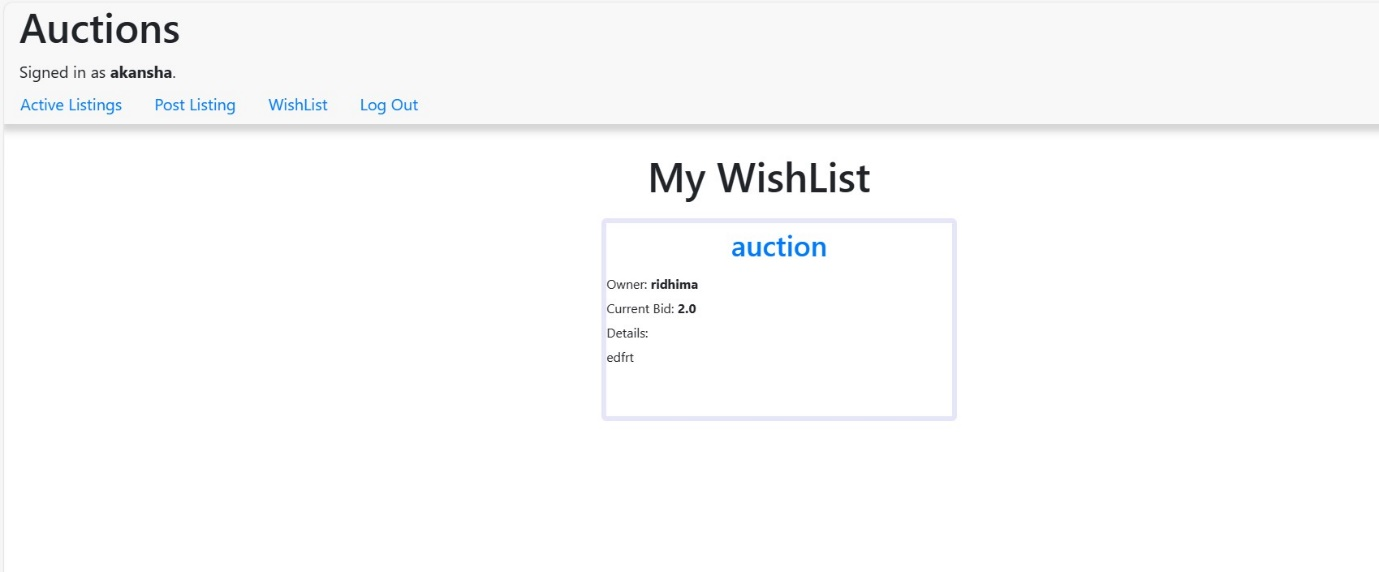 Auctions
Signed in as akansha.
Active Listings Post Listing WishList Log Out
My WishList
auction
Owner: ridhima
Current Bid: 2.0
Details:
edfrt